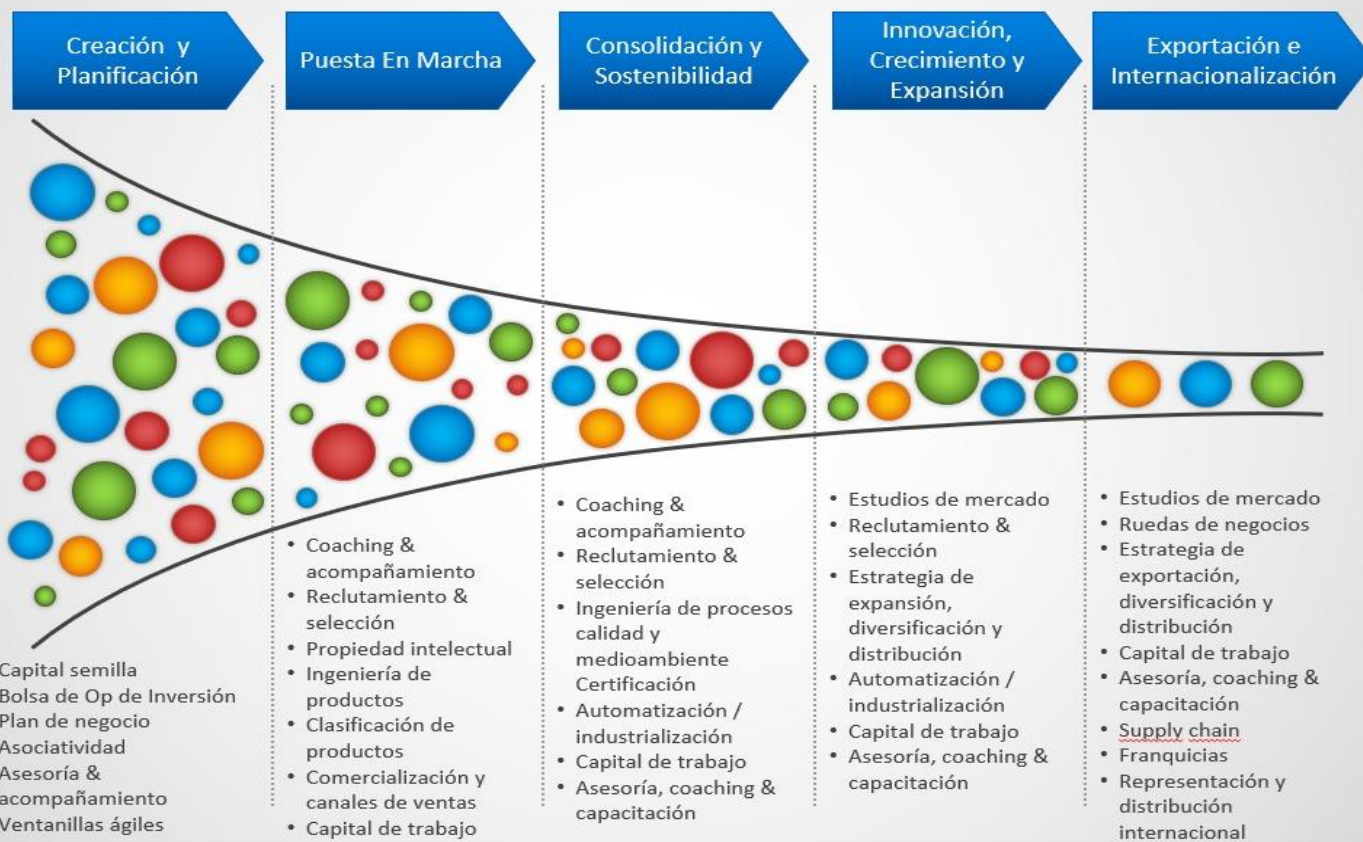 Creación y
Planificación
Puesta En Marcha
Consolidación y
Sostenibilidad
Innovación,
Crecimiento y
Expansión
Exportación e
Internacionalización
Capital semilla
Bolsa de Op de Inversión
Plan de negocio
Asociatividad
Asesoría &
acompañamiento
Ventanillas ágiles
• Coaching &
acompañamiento
• Reclutamiento &
selección
• Propiedad intelectual
• Ingeniería de
productos
• Clasificación de
productos
• Comercialización y
canales de ventas
• Capital de trabajo
• Coaching &
acompañamiento
• Reclutamiento &
selección
• Ingeniería de procesos
calidad y
medioambiente
Certificación
• Automatización /
industrialización
• Capital de trabajo
• Asesoría, coaching &
capacitación
• Estudios de mercado
• Reclutamiento &
selección
• Estrategia de
expansión,
diversificación y
distribución
• Automatización /
industrialización
• Capital de trabajo
• Asesoría, coaching &
capacitación
• Estudios de mercado
• Ruedas de negocios
• Estrategia de
exportación,
diversificación y
distribución
• Capital de trabajo
• Asesoría, coaching &
capacitación
• Supply chain
• Franquicias
• Representación y
distribución
internacional